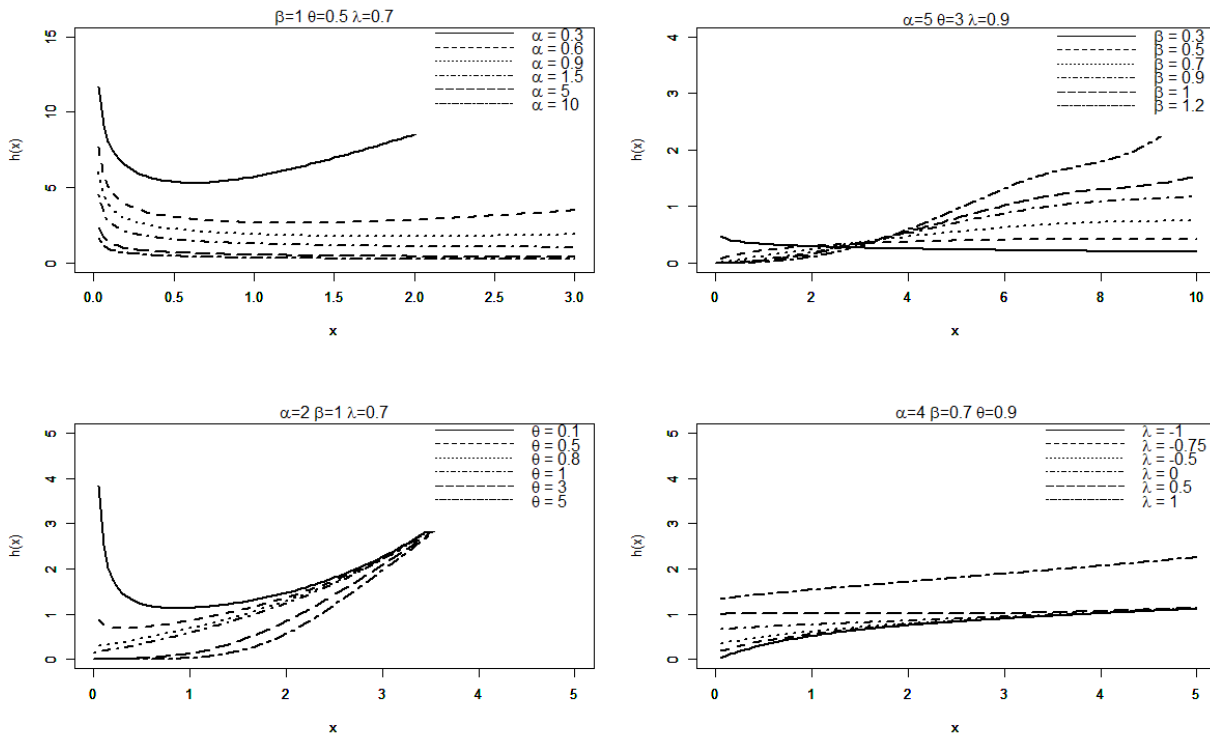 β=1 θ=0.5 λ=0.7
15
10
5
0
h(x)
α = 0.3
α = 0.6
α = 0.9
α = 1.5
α = 5
α = 10
0.0 0.5 1.0 1.5 2.0 2.5 3.0
x
α=5 θ=3 λ=0.9
4
3
2
1
0
h(x)
β = 0.3
β = 0.5
β = 0.7
β = 0.9
β = 1
β = 1.2
0 2 4 6 8 10
x
α=2 β=1 λ=0.7
5
4
3
2
1
0
h(x)
θ = 0.1
θ = 0.5
θ = 0.8
θ = 1
θ = 3
θ = 5
0 1 2 3 4 5
x
α=4 β=0.7 θ=0.9
5
4
3
2
1
0
h(x)
λ = -1
λ = -0.75
λ = -0.5
λ = 0
λ = 0.5
λ = 1
0 1 2 3 4 5
x